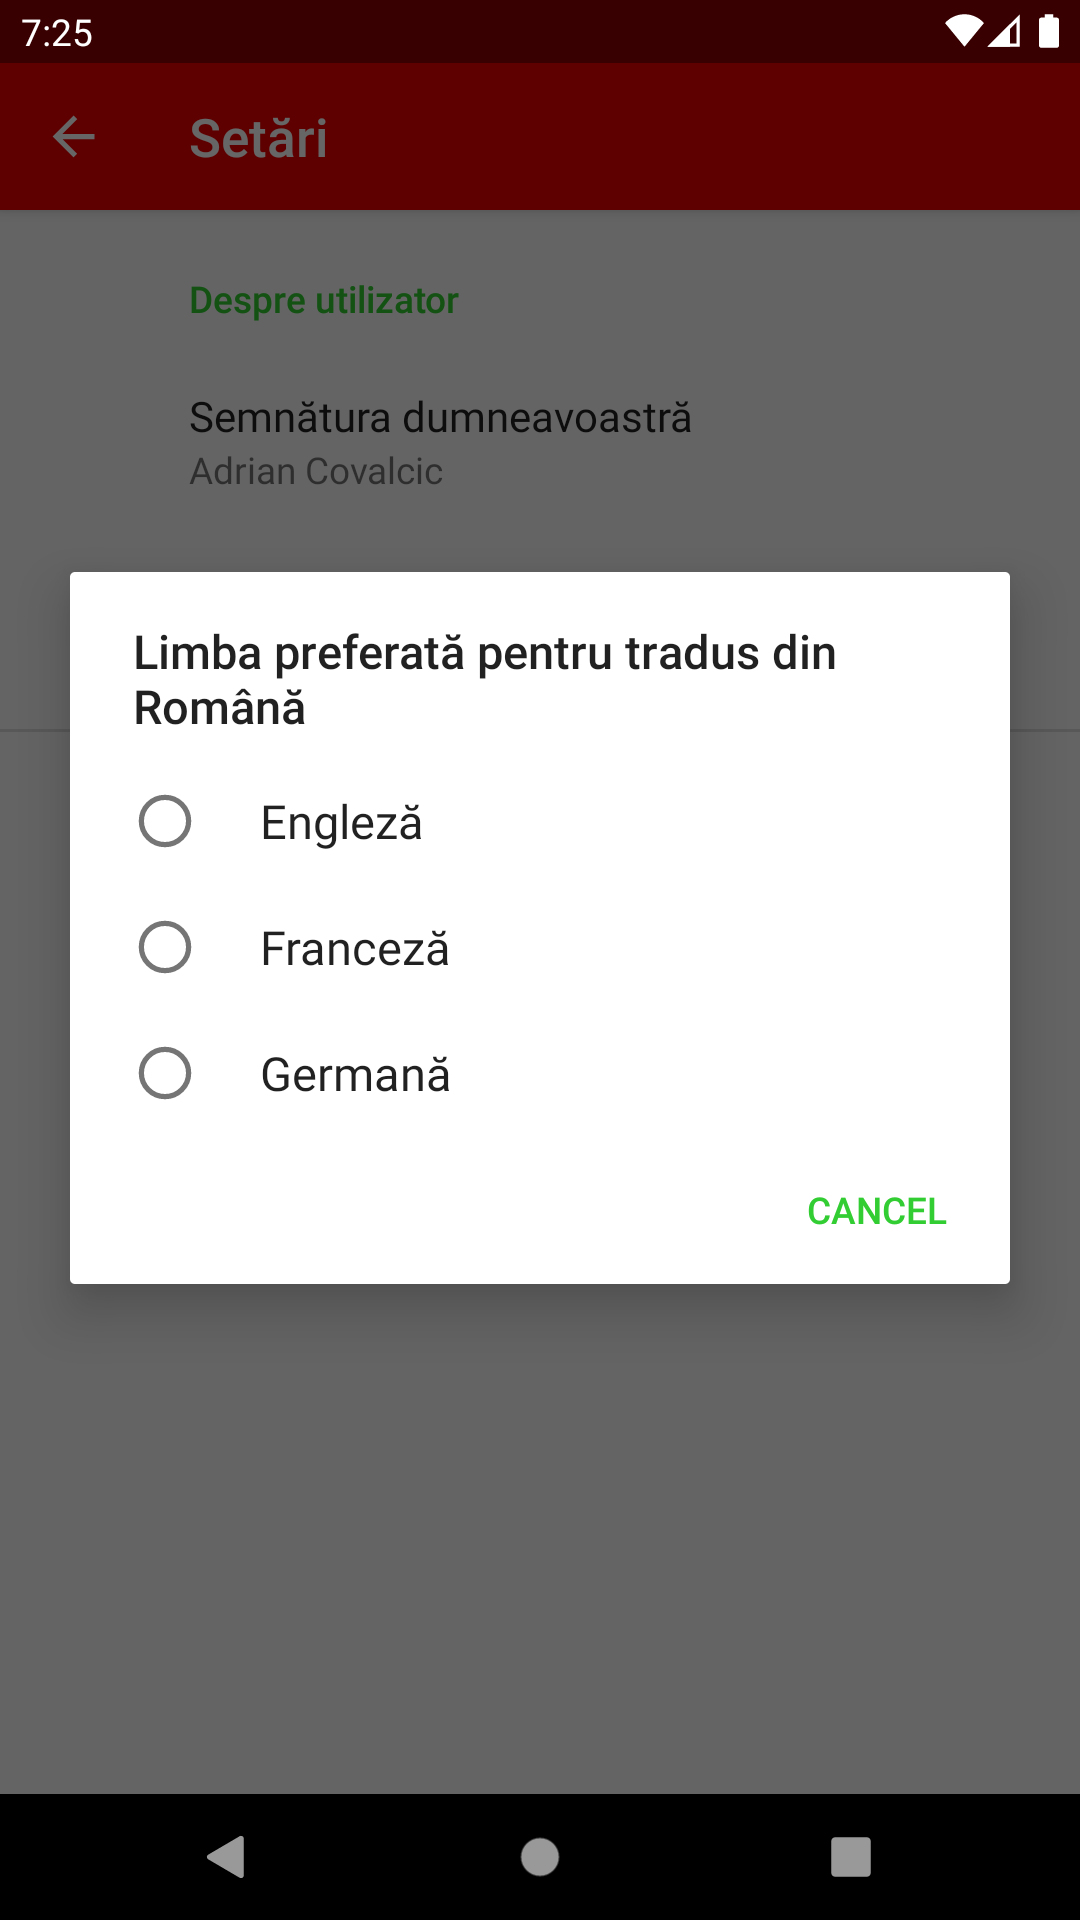 7:25
Setări
Despre utilizator
Semnătura dumneavoastră
Adrian Covalcic
Limba preferată pentru tradus din
Română
Engleză
Franceză
Germană
CANCEL